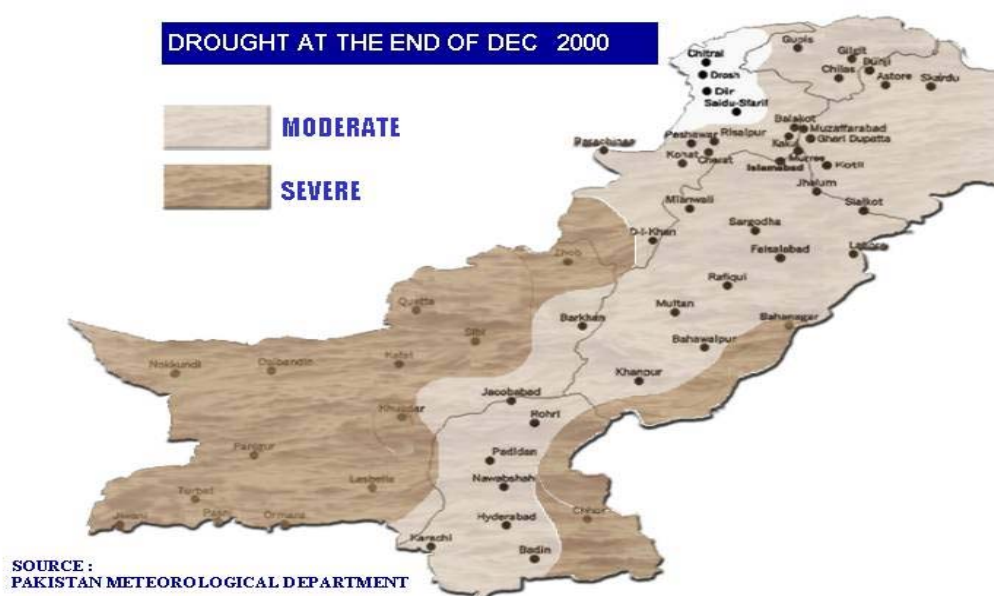 DROUGHT AT THE END OF DEC 2000
MODERATE
SEVERE
Gupis
Chitral
Gilgit
Bunji
Drosh
Chilas
Astore
Skardu
Dir
Saidu-Sfarif
Balakot
Muzaffarabad
Peshawar
Risalpur
Kakul
Gheri Dupatta
Parachinar
Kohat
Cherat
Murree
Islamabad
Kotli
Jhelum
Mianwali
Sialkot
Sargodha
D-I-Khan
Faisalabad
Lahore
Zhob
Rafiqui
Quetta
Multan
Barkhan
Sibi
Bahawalpur
Nokkundi
Dalbandin
Kalat
Khanpur
Jacobabad
Khuzdar
Rohri
Panjgur
Padidan
Lasbella
Nawabshah
Turbat
Jiwani
Pasni
Ormara
Hyderabad
Chhor
Karachi
Badin
SOURCE :
PAKISTAN METEOROLOGICAL DEPARTMENT